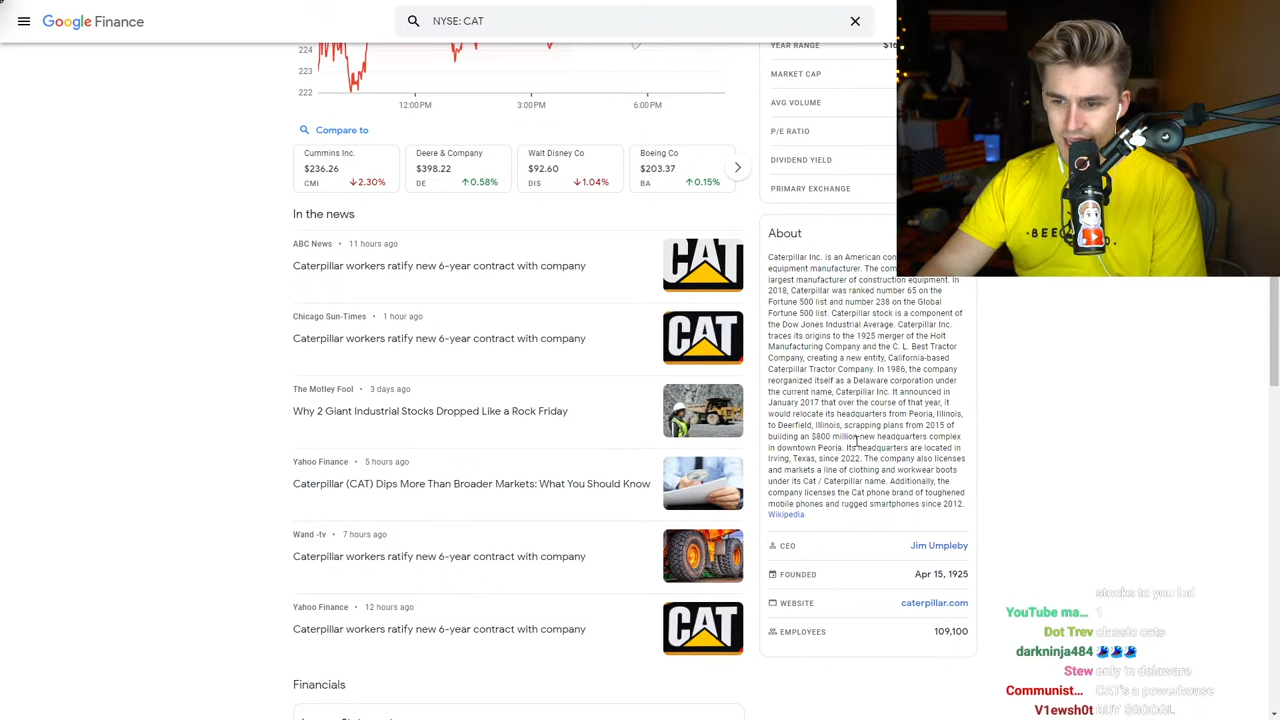 Google Finance
NYSE: CAT
224
223
222
12:00 PM
3:00 PM
6:00 PM
Compare to
Cummins Inc.
$236.26
CMI
↓2.30%
Deere & Company
$398.22
DE
↑0.58%
Walt Disney Co
$92.60
DIS
↓1.04%
Boeing Co
$203.37
BA
↑0.15%
In the news
ABC News • 11 hours ago
Caterpillar workers ratify new 6-year contract with company
CAT
Chicago Sun-Times • 1 hour ago
Caterpillar workers ratify new 6-year contract with company
CAT
The Motley Fool • 3 days ago
Why 2 Giant Industrial Stocks Dropped Like a Rock Friday
Yahoo Finance • 5 hours ago
Caterpillar (CAT) Dips More Than Broader Markets: What You Should Know
Wand -tv • 7 hours ago
Caterpillar workers ratify new 6-year contract with company
Yahoo Finance • 12 hours ago
Caterpillar workers ratify new 6-year contract with company
CAT
Financials
YEAR RANGE
MARKET CAP
AVG VOLUME
P/E RATIO
DIVIDEND YIELD
PRIMARY EXCHANGE
About
Caterpillar Inc. is an American
equipment manufacturer. The
largest manufacturer of construction equipment. In
2018, Caterpillar was ranked number 65 on the
Fortune 500 list and number 238 on the Global
Fortune 500 list. Caterpillar stock is a component of
the Dow Jones Industrial Average. Caterpillar Inc.
traces its origins to the 1925 merger of the Holt
Manufacturing Company and the C. L. Best Tractor
Company, creating a new entity, California-based
Caterpillar Tractor Company. In 1986, the company
reorganized itself as a Delaware corporation under
the current name, Caterpillar Inc. It announced in
January 2017 that over the course of that year, it
would relocate its headquarters from Peoria, Illinois,
to Deerfield, Illinois, scrapping plans from 2015 of
building an $800 million new headquarters complex
in downtown Peoria. Its headquarters are located in
Irving, Texas, since 2022. The company also licenses
and markets a line of clothing and workwear boots
under its Cat / Caterpillar name. Additionally, the
company licenses the Cat phone brand of toughened
mobile phones and rugged smartphones since 2012.
Wikipedia
CEO
Jim Umpleby
FOUNDED
Apr 15, 1925
WEBSITE
caterpillar.com
EMPLOYEES
109,100
stocks to you lud
YouTube ma... 1
Dot Trev classic cats
darkninja484
Stew only in delaware
Communist... CAT's a powerhouse
V1ewsh0t BUY $GOOGL